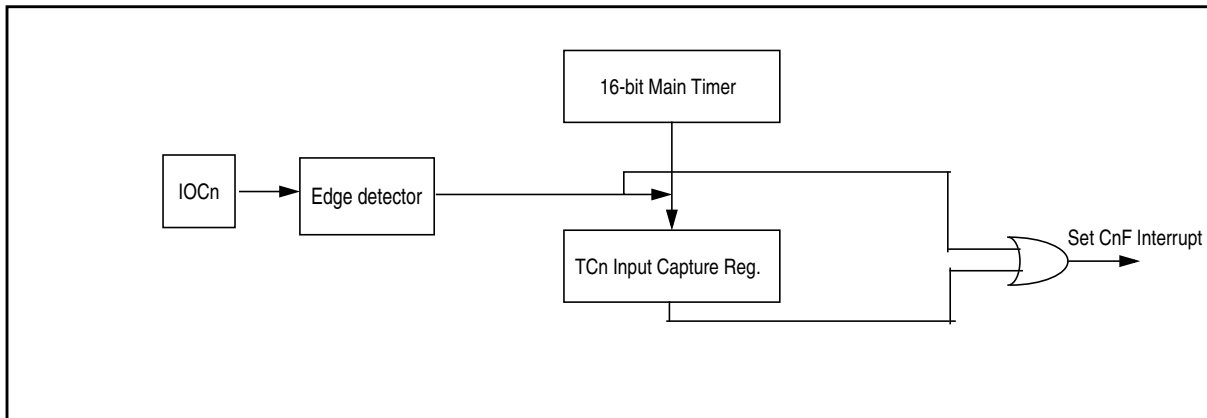 16-bit Main Timer
IOCn
Edge detector
TCn Input Capture Reg.
Set CnF Interrupt